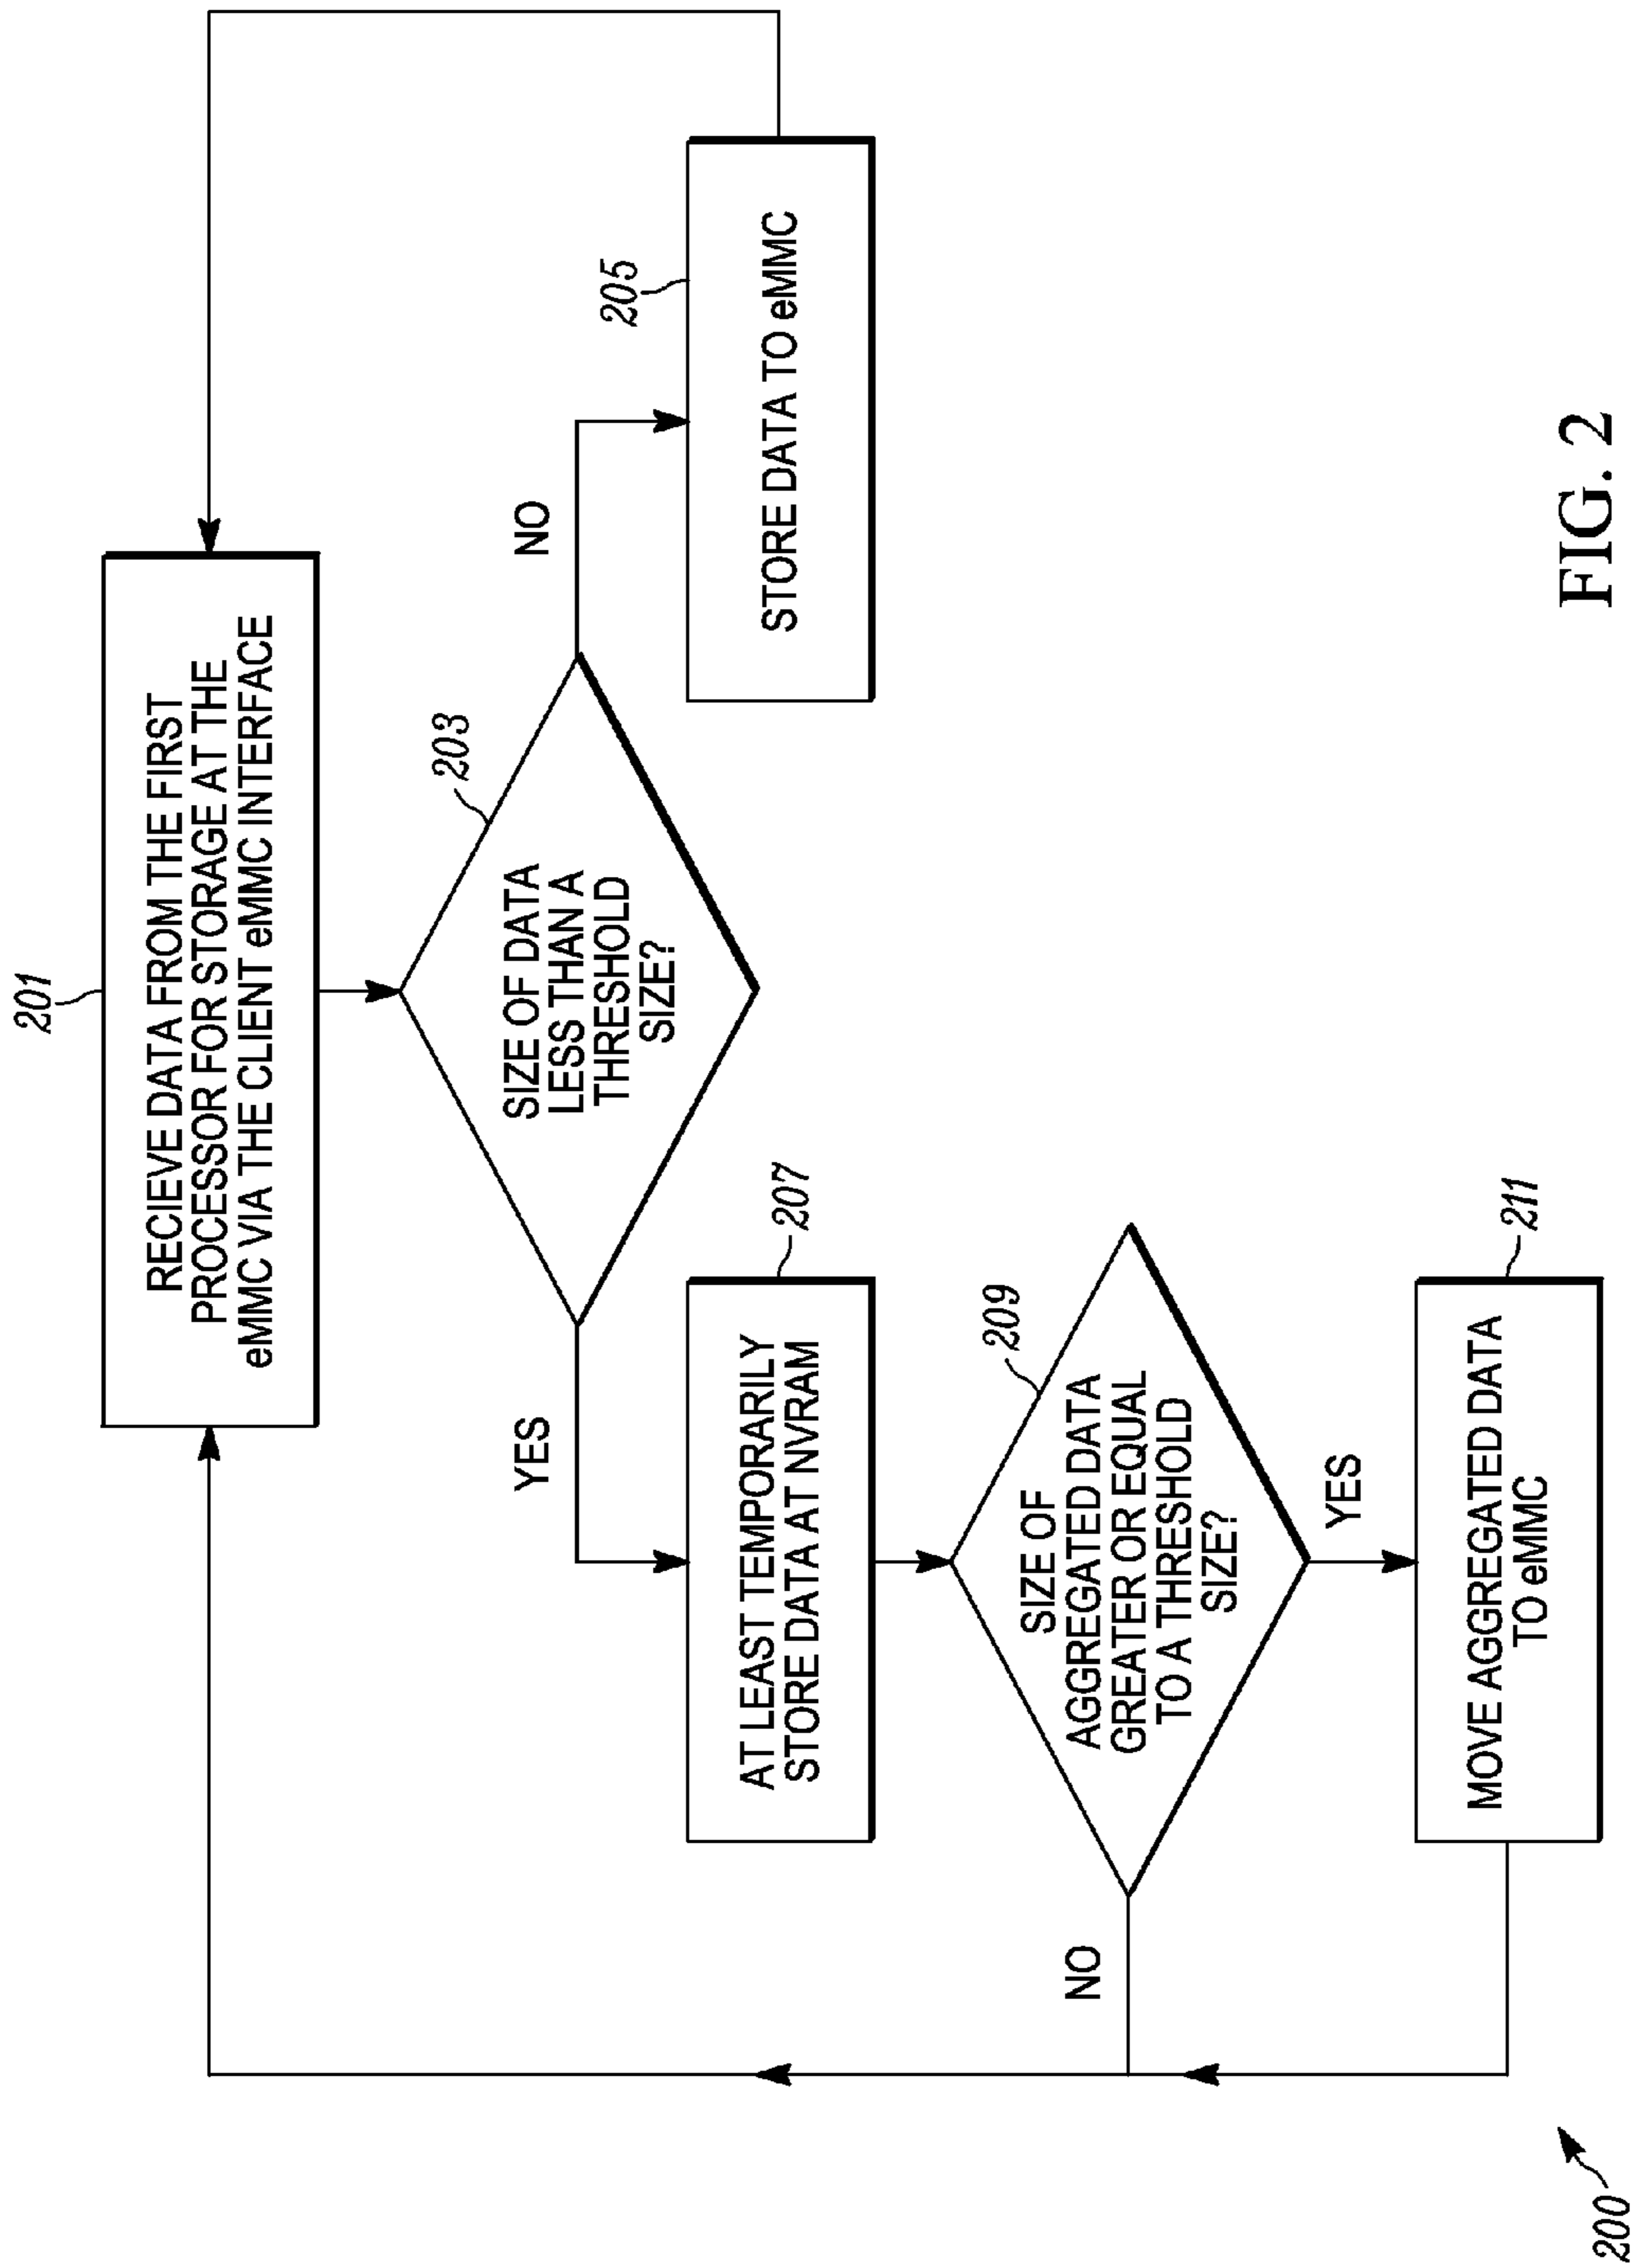 201
RECIEVE DATA FROM THE FIRST
PROCESSOR FOR STORAGE AT THE
eMMC VIA THE CLIENT eMMC INTERFACE
203
SIZE OF DATA
LESS THAN A
THRESHOLD
SIZE?
YES
NO
205
STORE DATA TO eMMC
207
AT LEAST TEMPORARILY
STORE DATA AT NVRAM
209
SIZE OF
AGGREGATED DATA
GREATER OR EQUAL
TO A THRESHOLD
SIZE?
NO
YES
211
MOVE AGGREGATED DATA
TO eMMC
200
FIG. 2